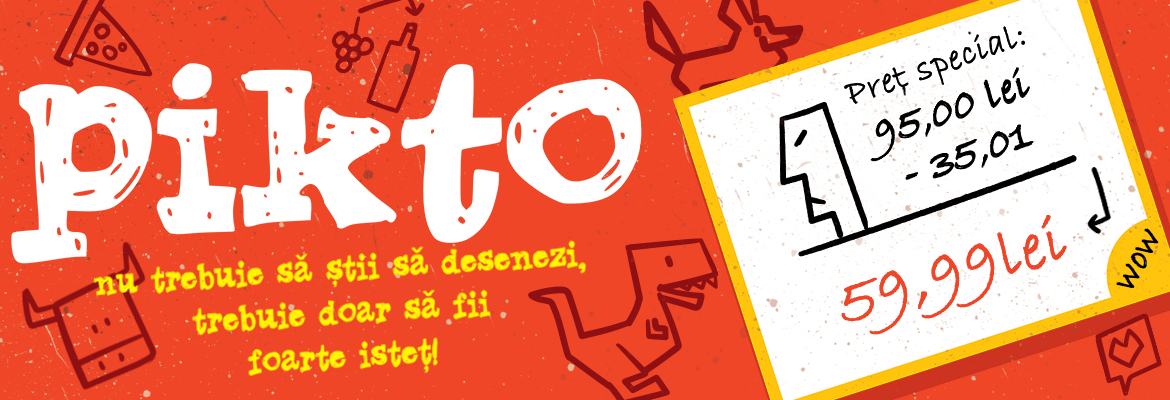 pikto
nu trebuie să știi să desenezi,
trebuie doar să fii
foarte isteț!
Preț special:
95,00 lei
- 35,01
59,99lei
WOW